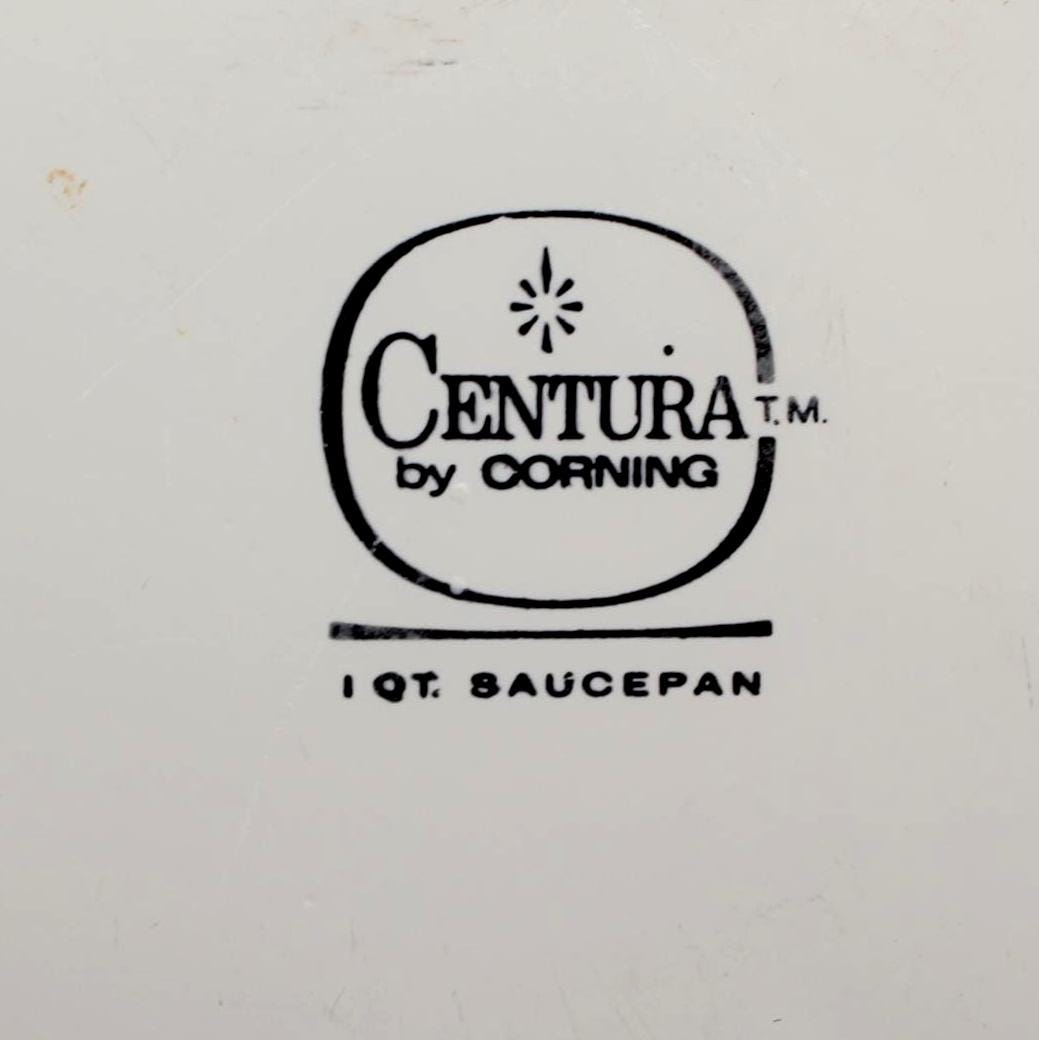 CENTURA T.M.
by CORNING
1 QT. SAUCEPAN